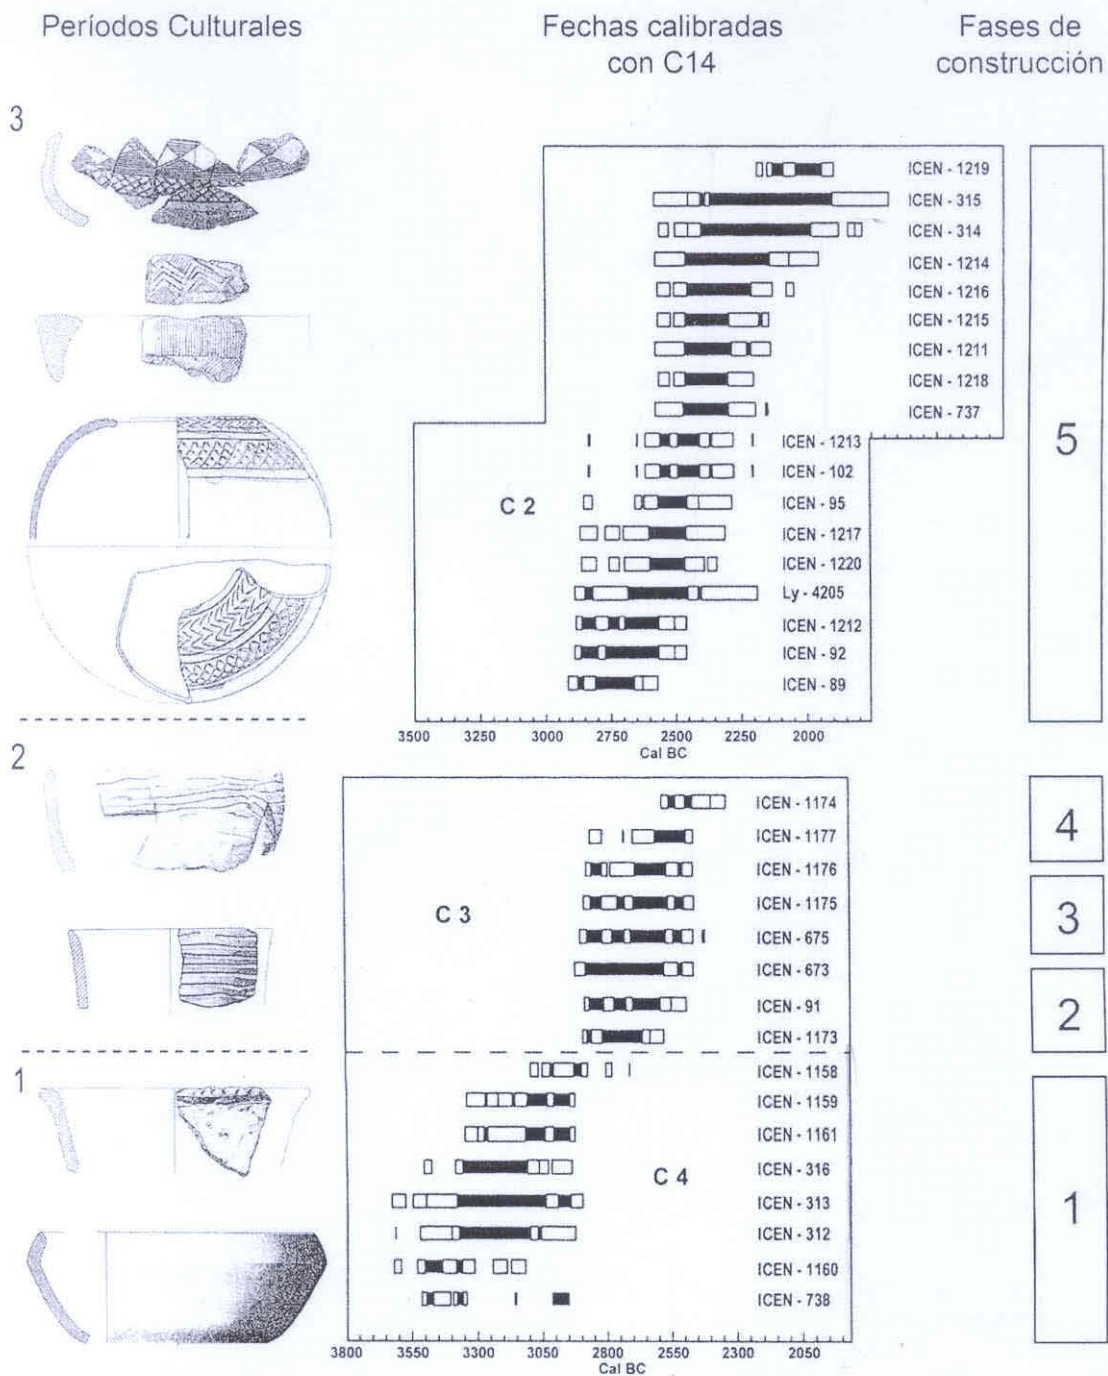 Períodos Culturales
Fechas calibradas
con C14
Fases de
construcción
3
ICEN - 1219
ICEN - 315
ICEN - 314
ICEN - 1214
ICEN - 1216
ICEN - 1215
ICEN - 1211
ICEN - 1218
ICEN - 737
ICEN - 1213
ICEN - 102
C 2
ICEN - 95
ICEN - 1217
ICEN - 1220
Ly - 4205
ICEN - 1212
ICEN - 92
ICEN - 89
5
3500 3250 3000 2750 2500 2250 2000
Cal BC
2
ICEN - 1174
ICEN - 1177
ICEN - 1176
C 3
ICEN - 1175
ICEN - 675
ICEN - 673
ICEN - 91
ICEN - 1173
4
3
2
1
ICEN - 1158
ICEN - 1159
ICEN - 1161
ICEN - 316
C 4
ICEN - 313
ICEN - 312
ICEN - 1160
ICEN - 738
1
3800 3550 3300 3050 2800 2550 2300 2050
Cal BC